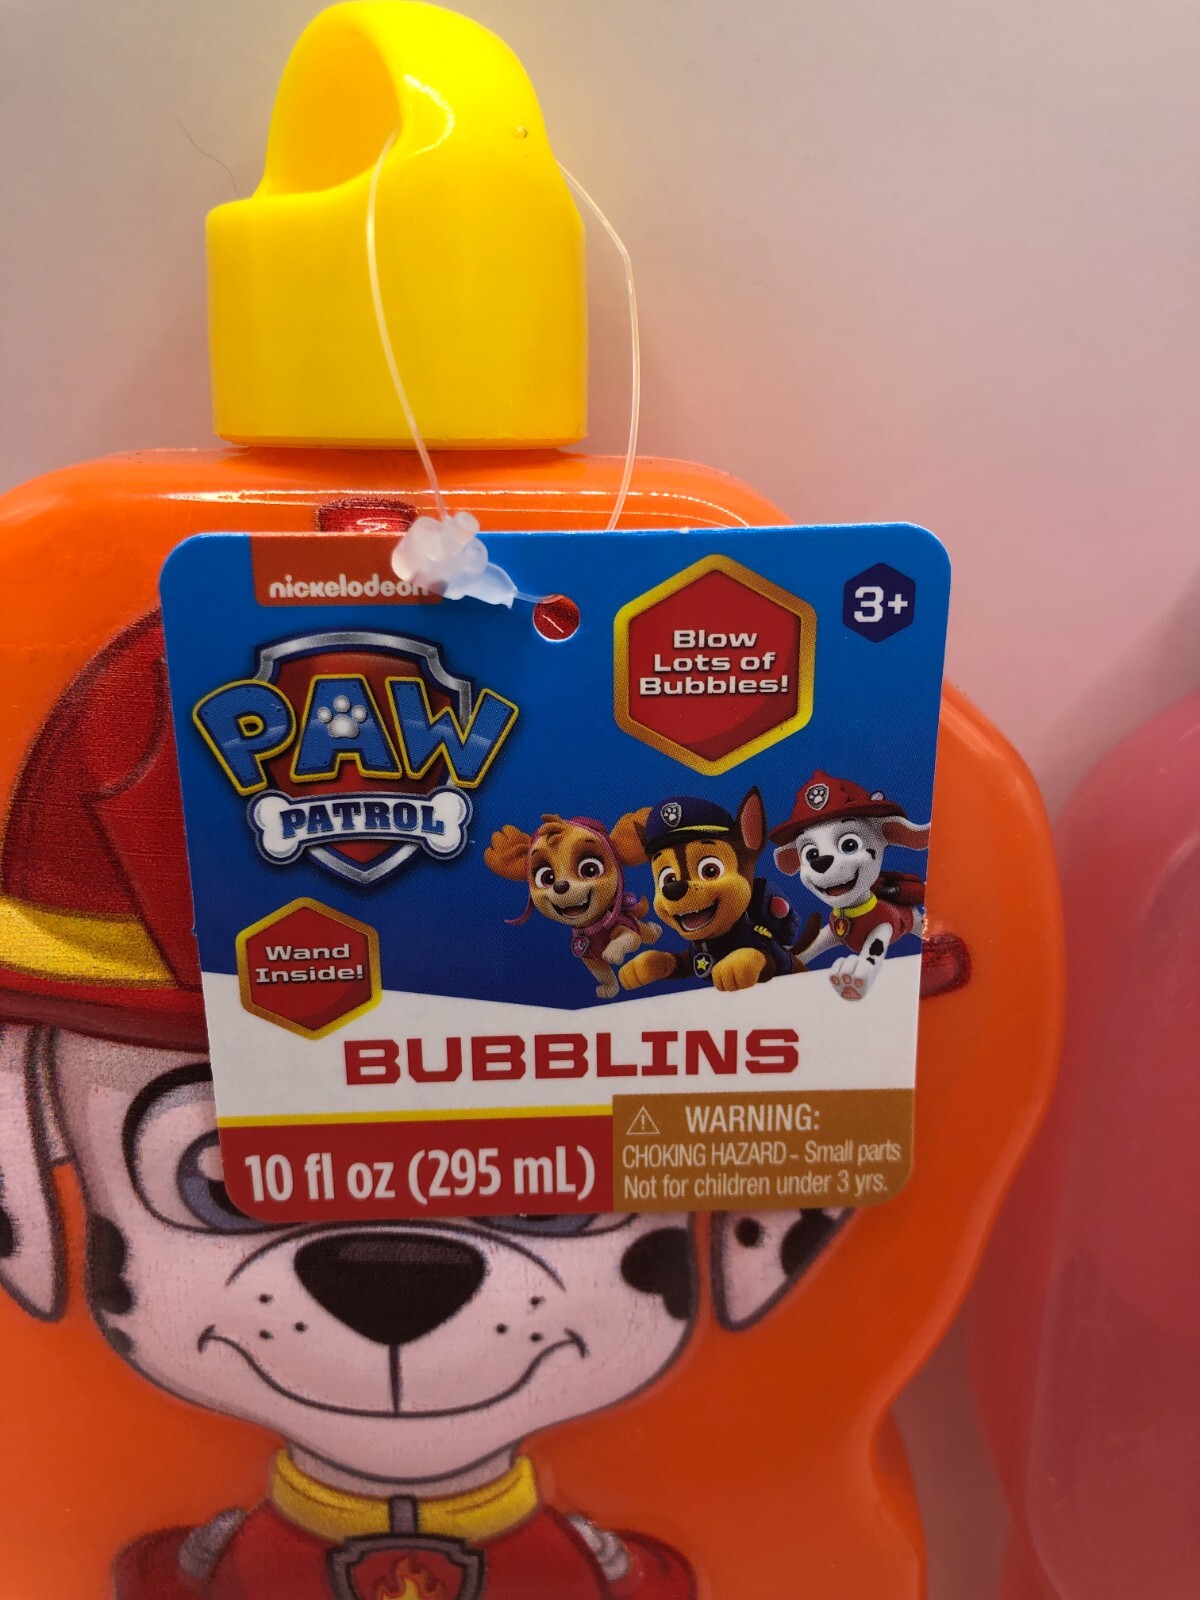 nickelodeon
3+
Blow
Lots of
Bubbles!
PAW
PATROL
Wand
Inside!
BUBBLINS
10 fl oz (295 mL)
⚠ WARNING:
CHOKING HAZARD - Small parts
Not for children under 3 yrs.